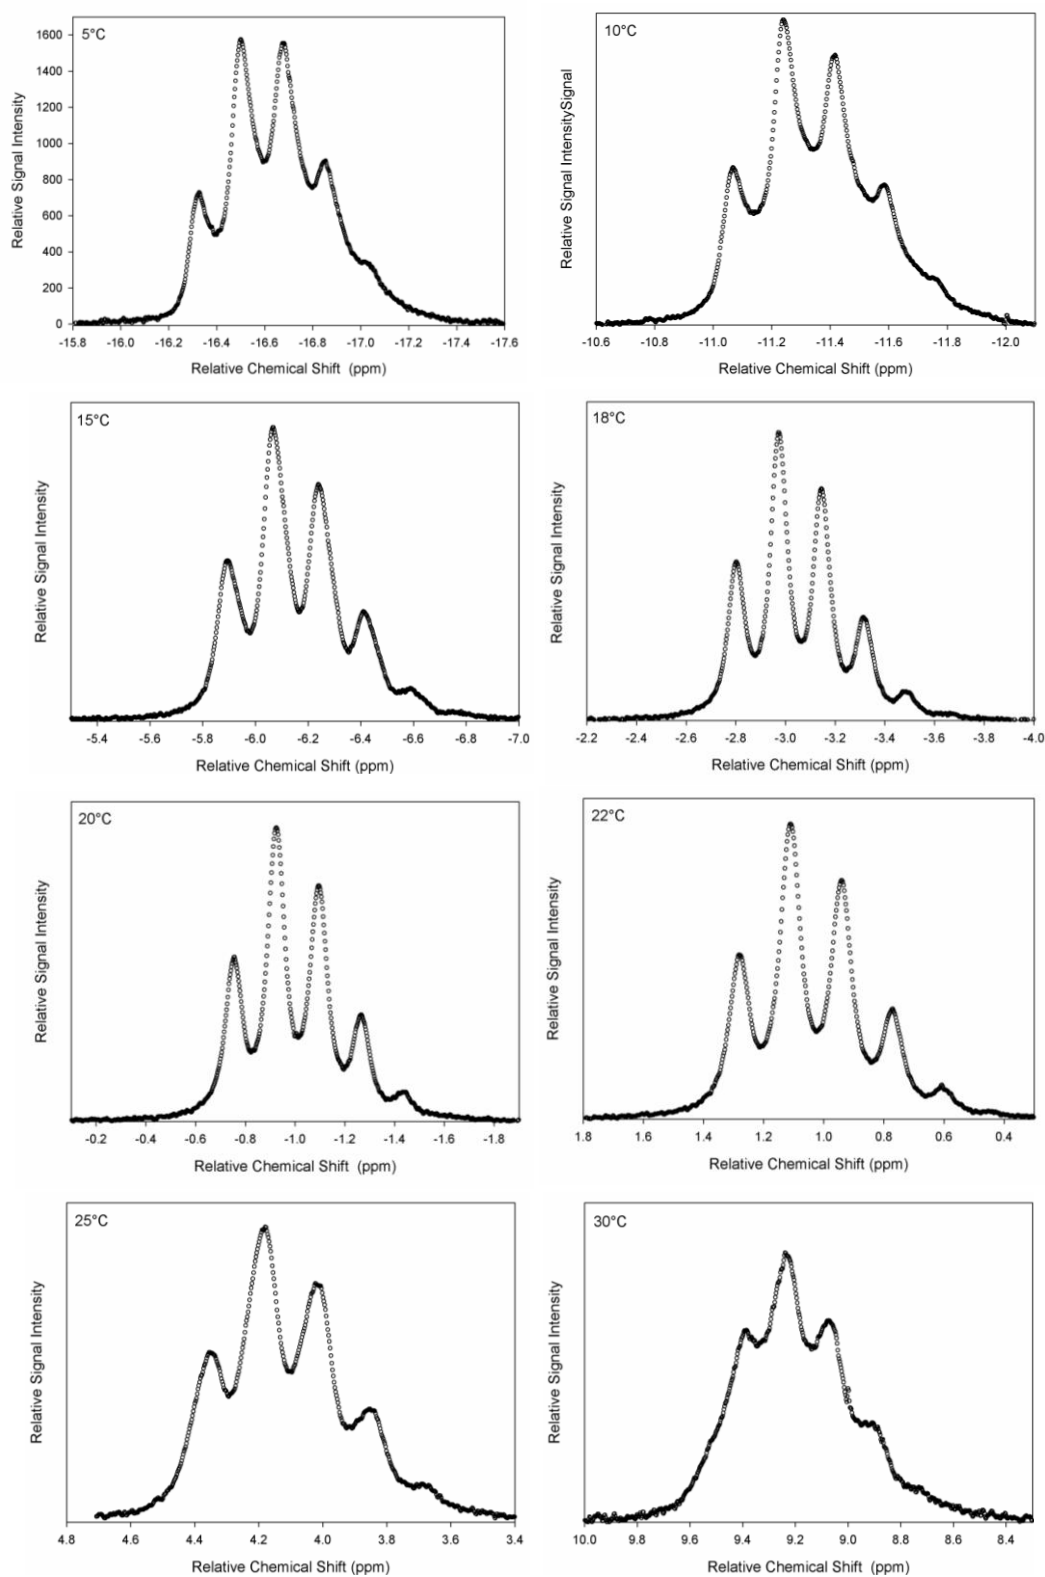 5°C
Relative Signal Intensity
1600
1400
1200
1000
800
600
400
200
0
-15.8 -16.0 -16.2 -16.4 -16.6 -16.8 -17.0 -17.2 -17.4 -17.6
Relative Chemical Shift (ppm)
10°C
Relative Signal IntensitySignal
-10.6 -10.8 -11.0 -11.2 -11.4 -11.6 -11.8 -12.0
Relative Chemical Shift (ppm)
15°C
Relative Signal Intensity
-5.4 -5.6 -5.8 -6.0 -6.2 -6.4 -6.6 -6.8 -7.0
Relative Chemical Shift (ppm)
18°C
Relative Signal Intensity
-2.2 -2.4 -2.6 -2.8 -3.0 -3.2 -3.4 -3.6 -3.8 -4.0
Relative Chemical Shift (ppm)
20°C
Relative Signal Intensity
-0.2 -0.4 -0.6 -0.8 -1.0 -1.2 -1.4 -1.6 -1.8
Relative Chemical Shift (ppm)
22°C
Relative Signal Intensity
1.8 1.6 1.4 1.2 1.0 0.8 0.6 0.4
Relative Chemical Shift (ppm)
25°C
Relative Signal Intensity
4.8 4.6 4.4 4.2 4.0 3.8 3.6 3.4
Relative Chemical Shift (ppm)
30°C
Relative Signal Intensity
10.0 9.8 9.6 9.4 9.2 9.0 8.8 8.6 8.4
Relative Chemical Shift (ppm)